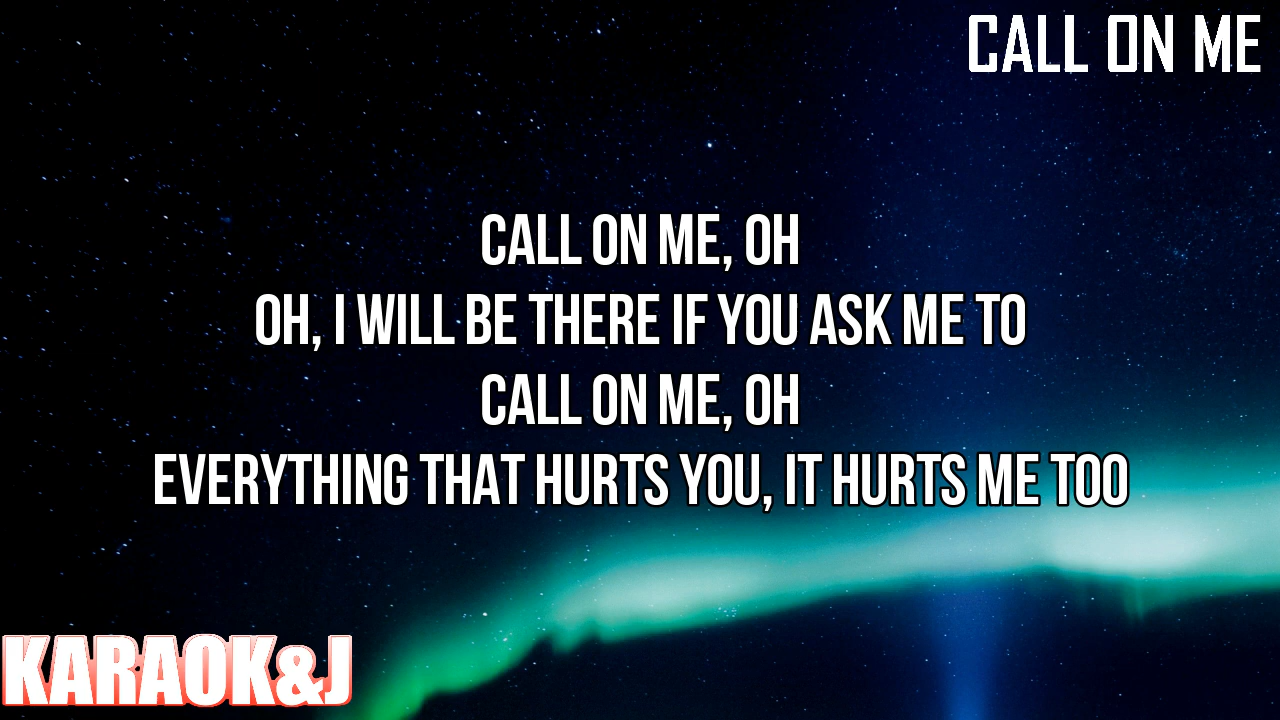 CALL ON ME
CALL ON ME, OH
OH, I WILL BE THERE IF YOU ASK ME TO
CALL ON ME, OH
EVERYTHING THAT HURTS YOU, IT HURTS ME TOO
KARAOK&J